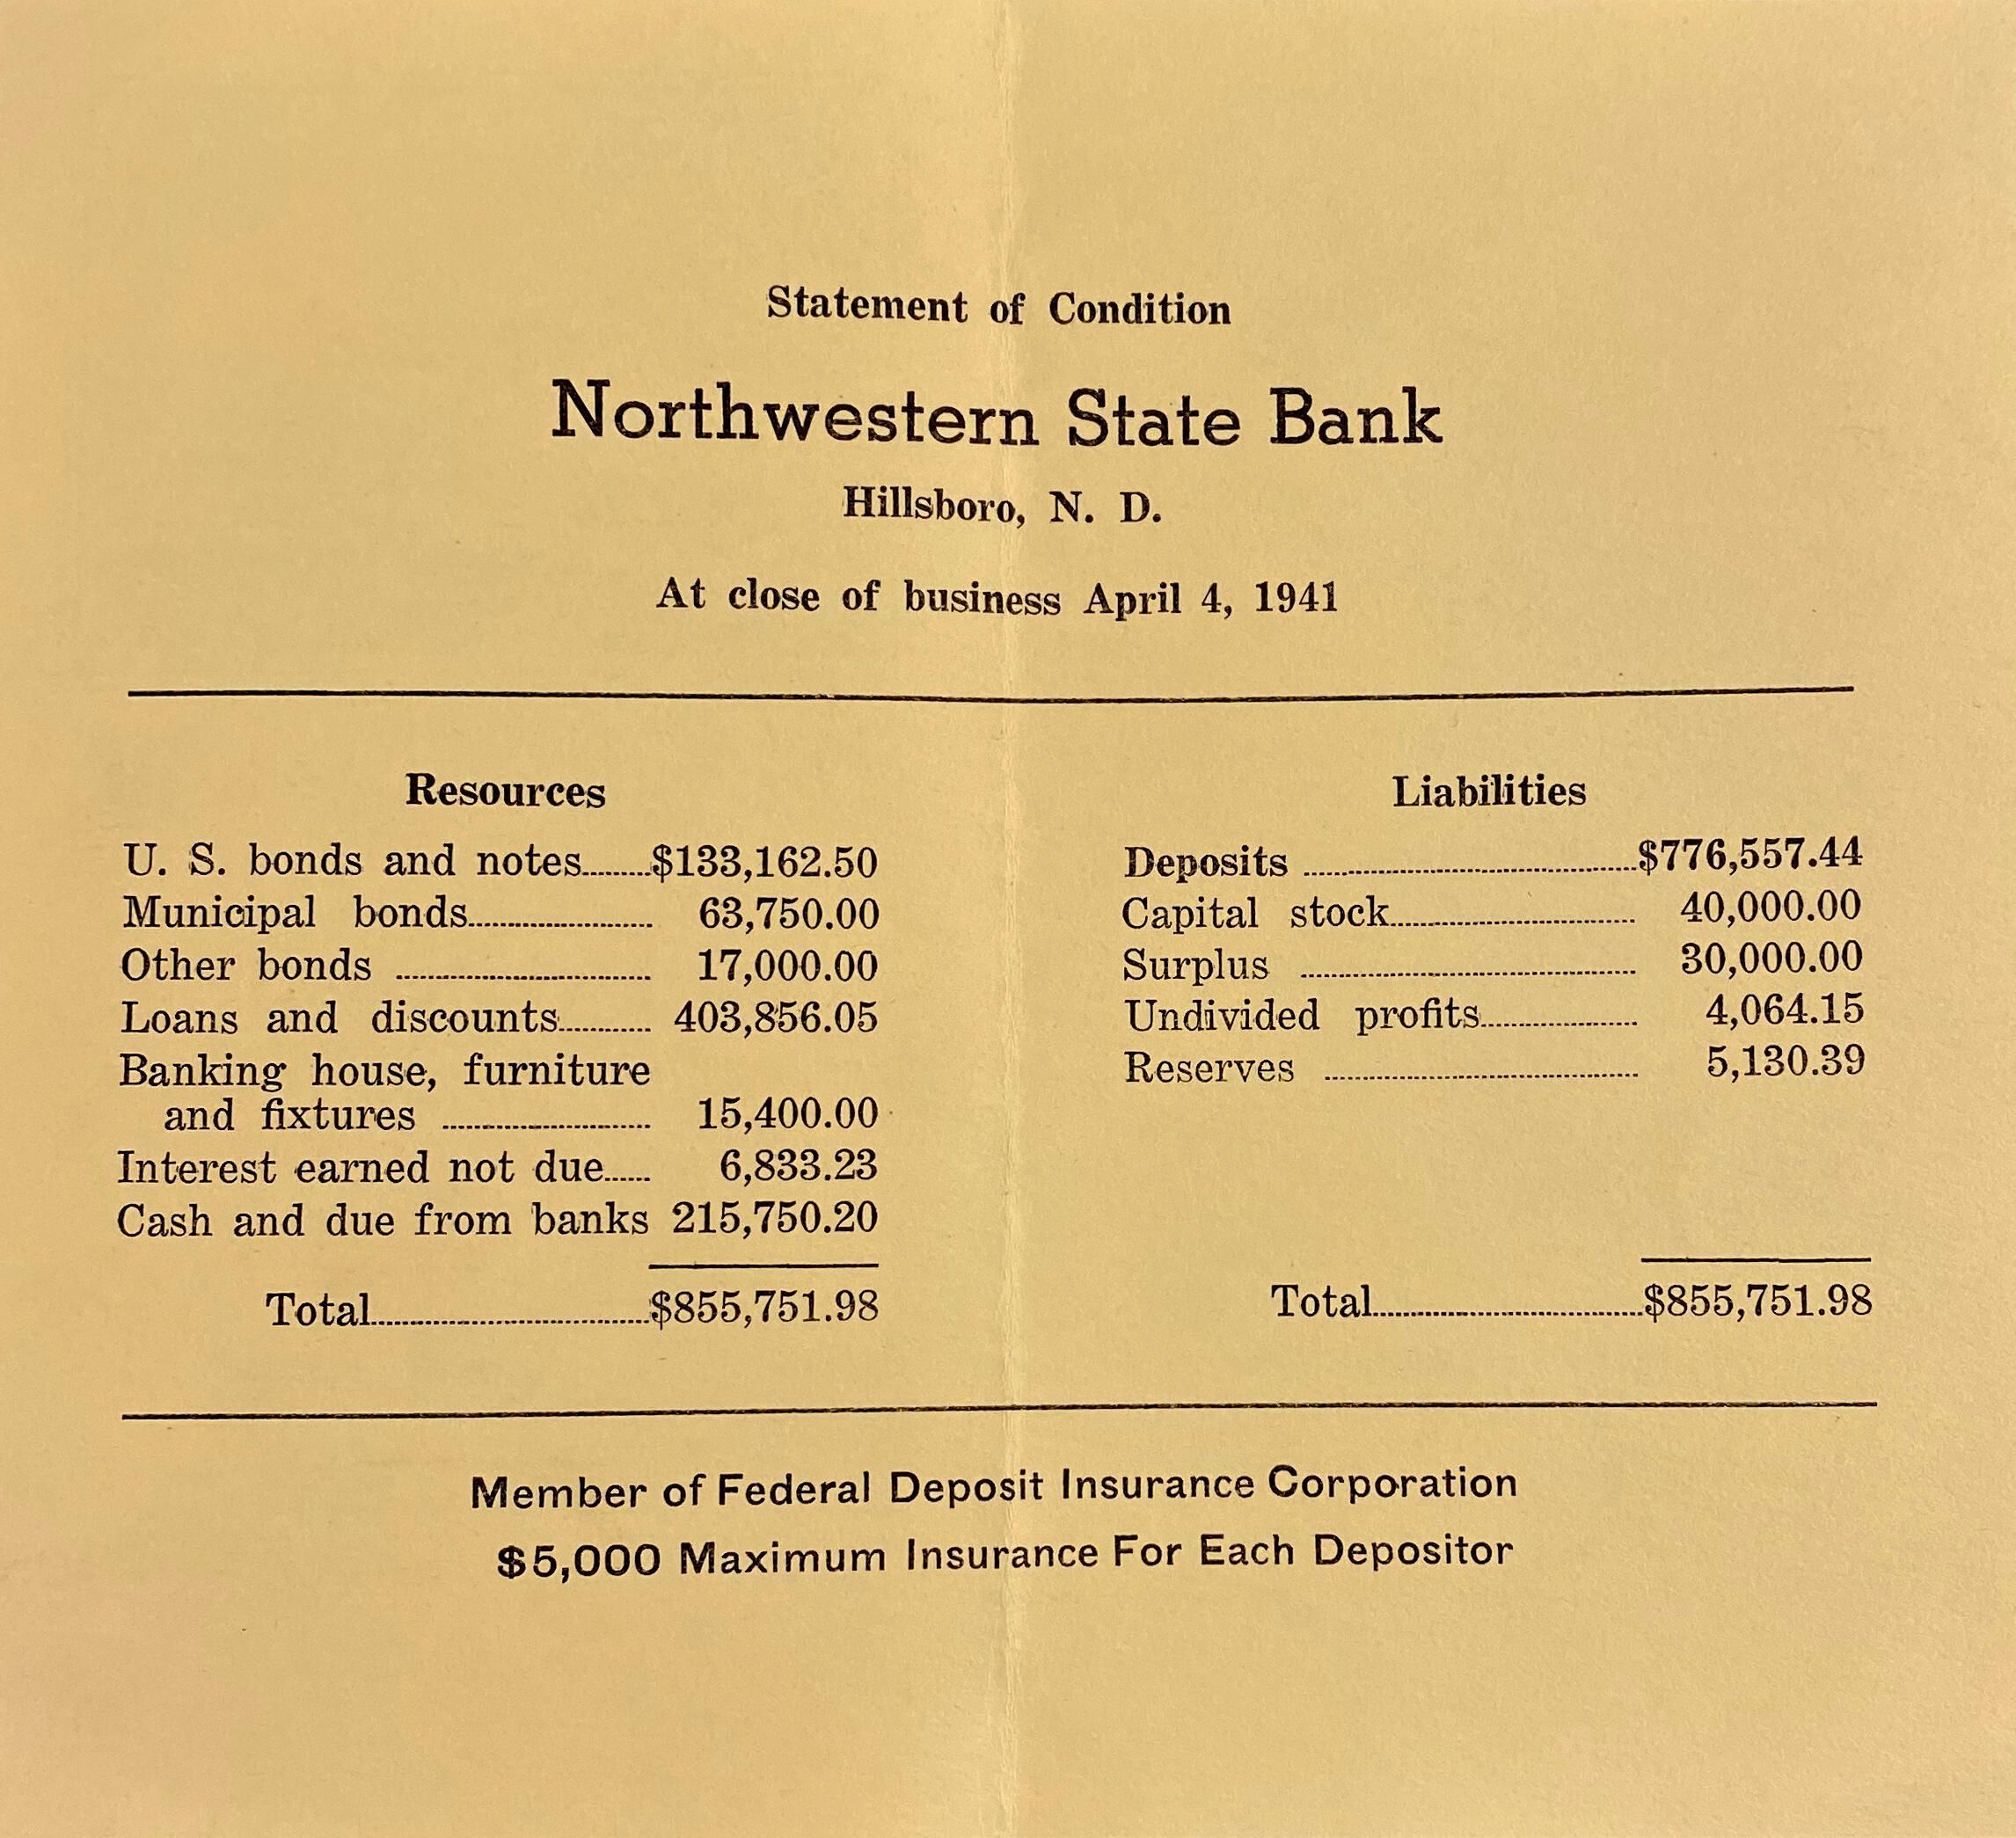 Statement of Condition
Northwestern State Bank
Hillsboro, N. D.
At close of business April 4, 1941
Resources
U. S. bonds and notes........$133,162.50
Municipal bonds.................... 63,750.00
Other bonds ............................ 17,000.00
Loans and discounts.......... 403,856.05
Banking house, furniture
and fixtures ....................... 15,400.00
Interest earned not due..... 6,833.23
Cash and due from banks 215,750.20
Total..............................$855,751.98
Liabilities
Deposits ....................................$776,557.44
Capital stock........................... 40,000.00
Surplus .................................... 30,000.00
Undivided profits................. 4,064.15
Reserves .................................. 5,130.39
Total.............................$855,751.98
Member of Federal Deposit Insurance Corporation
$5,000 Maximum Insurance For Each Depositor